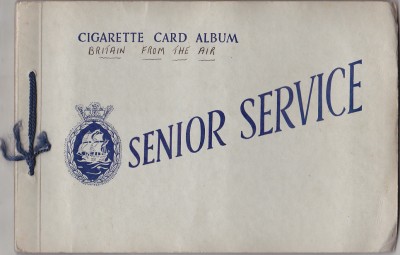 CIGARETTE CARD ALBUM
BRITAIN FROM THE AIR
SENIOR SERVICE